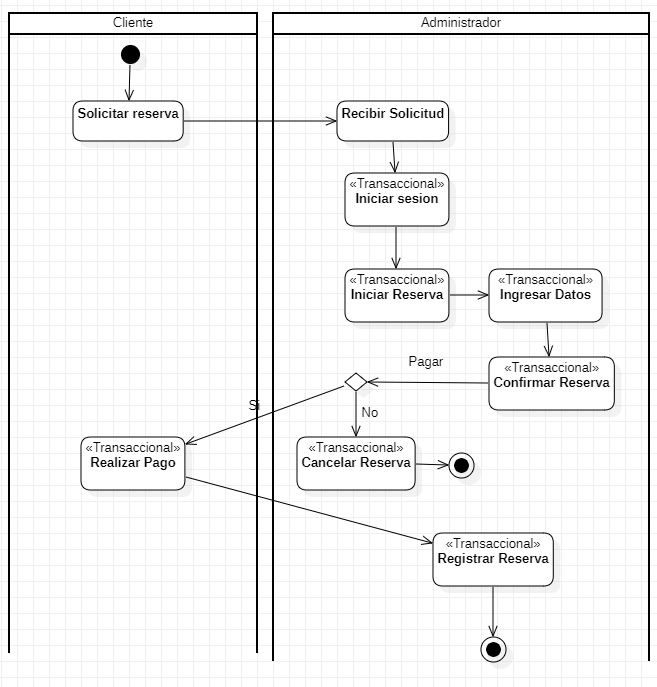 Cliente
Administrador
Solicitar reserva
Recibir Solicitud
«Transaccional»
Iniciar sesion
«Transaccional»
Iniciar Reserva
«Transaccional»
Ingresar Datos
Pagar
«Transaccional»
Confirmar Reserva
Si
No
«Transaccional»
Realizar Pago
«Transaccional»
Cancelar Reserva
«Transaccional»
Registrar Reserva